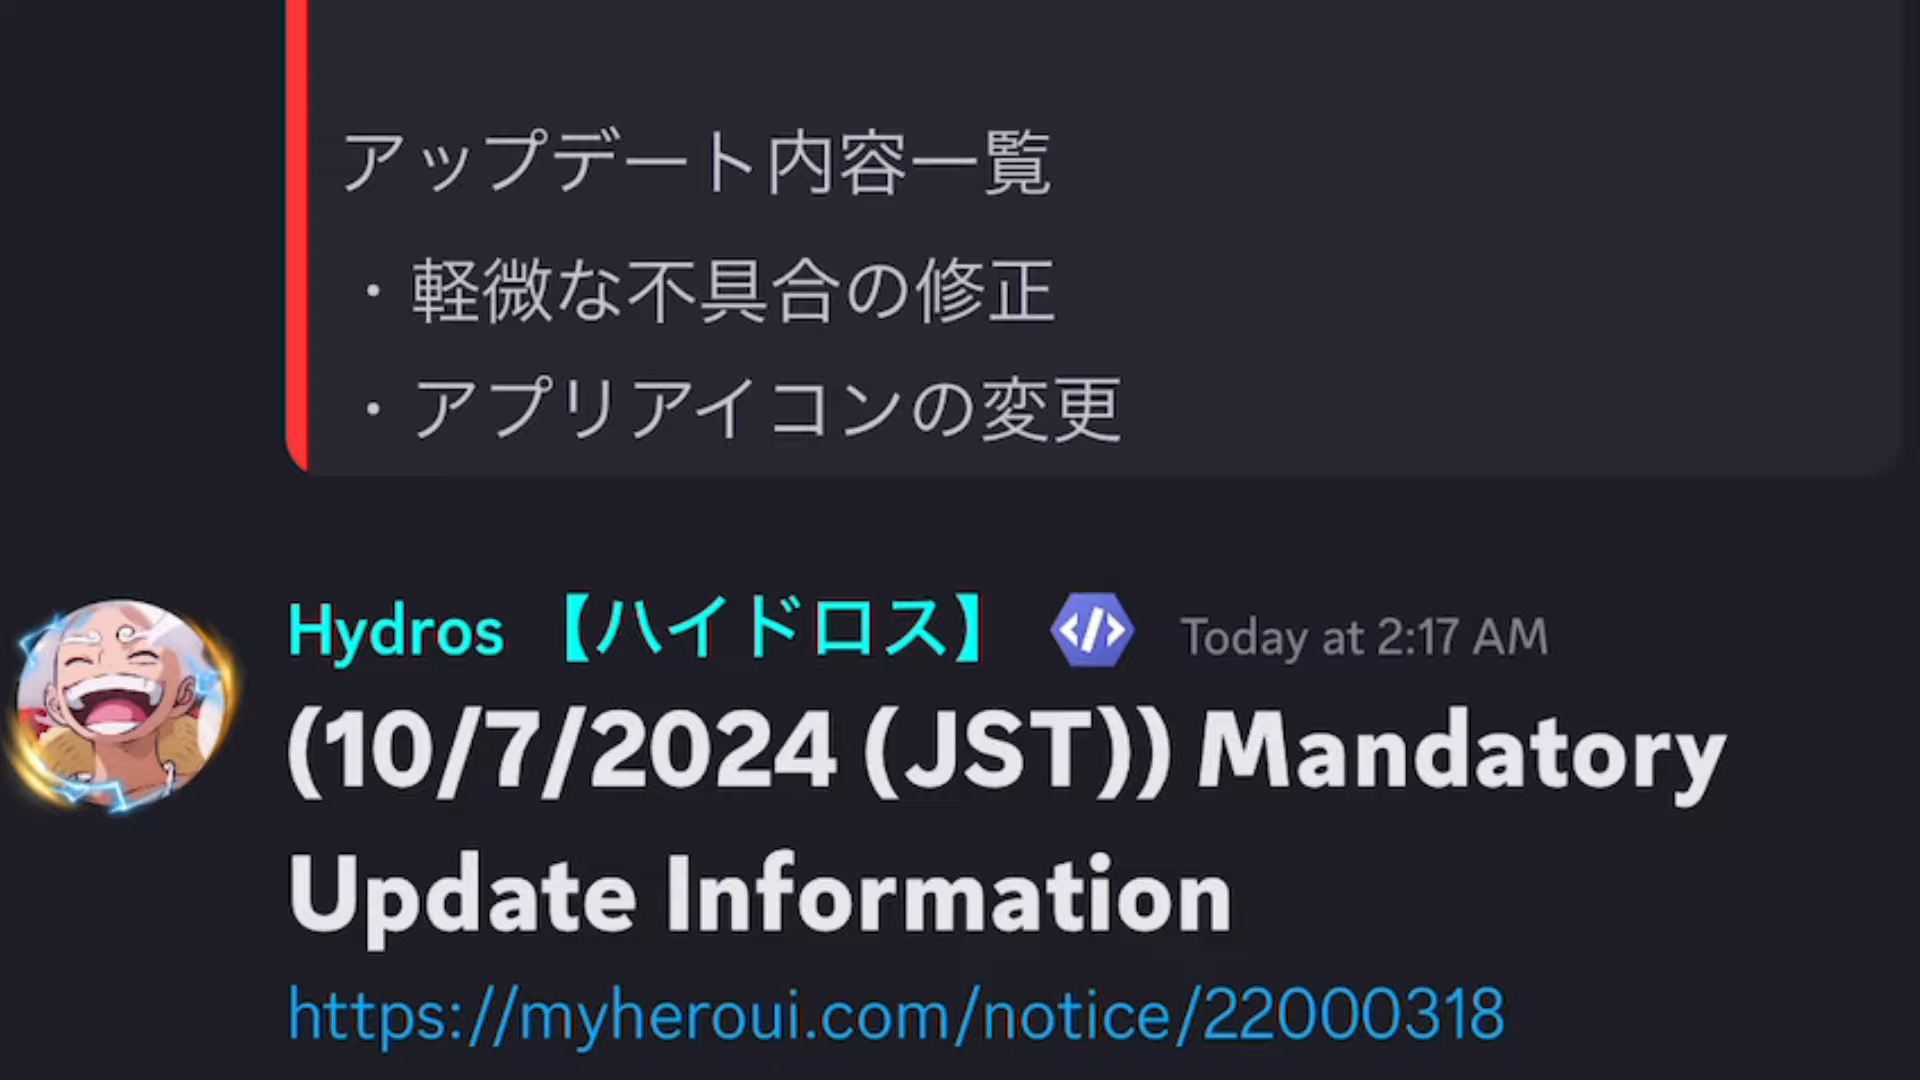 アップデート内容一覧
・軽微な不具合の修正
・アプリアイコンの変更
Hydros 【ハイドロス】 </> Today at 2:17 AM
(10/7/2024 (JST)) Mandatory
Update Information
https://myheroui.com/notice/22000318